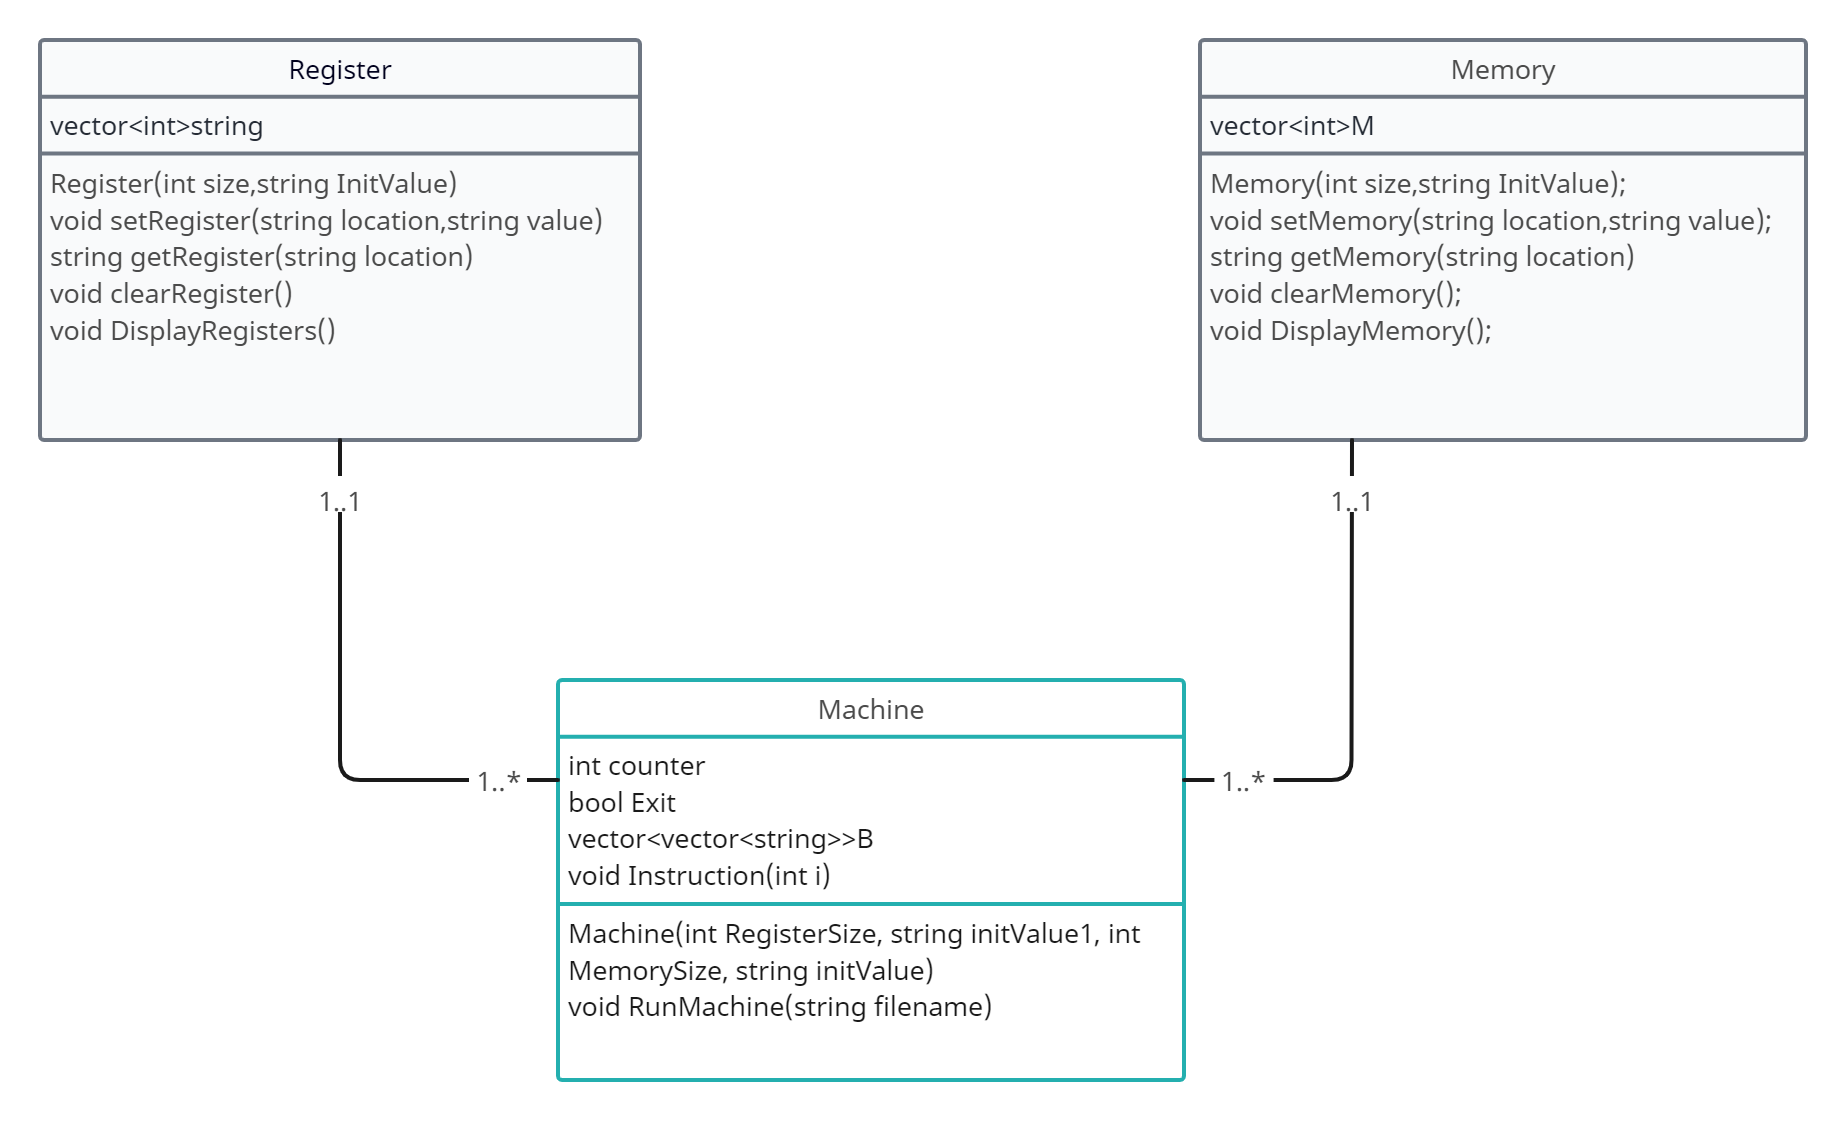 Register
vector<int>string
Register(int size,string InitValue)
void setRegister(string location,string value)
string getRegister(string location)
void clearRegister()
void DisplayRegisters()
Memory
vector<int>M
Memory(int size,string InitValue);
void setMemory(string location,string value);
string getMemory(string location)
void clearMemory();
void DisplayMemory();
1..1
1..1
1..*
1..*
Machine
int counter
bool Exit
vector<vector<string>>B
void Instruction(int i)
Machine(int RegisterSize, string initValue1, int
MemorySize, string initValue)
void RunMachine(string filename)